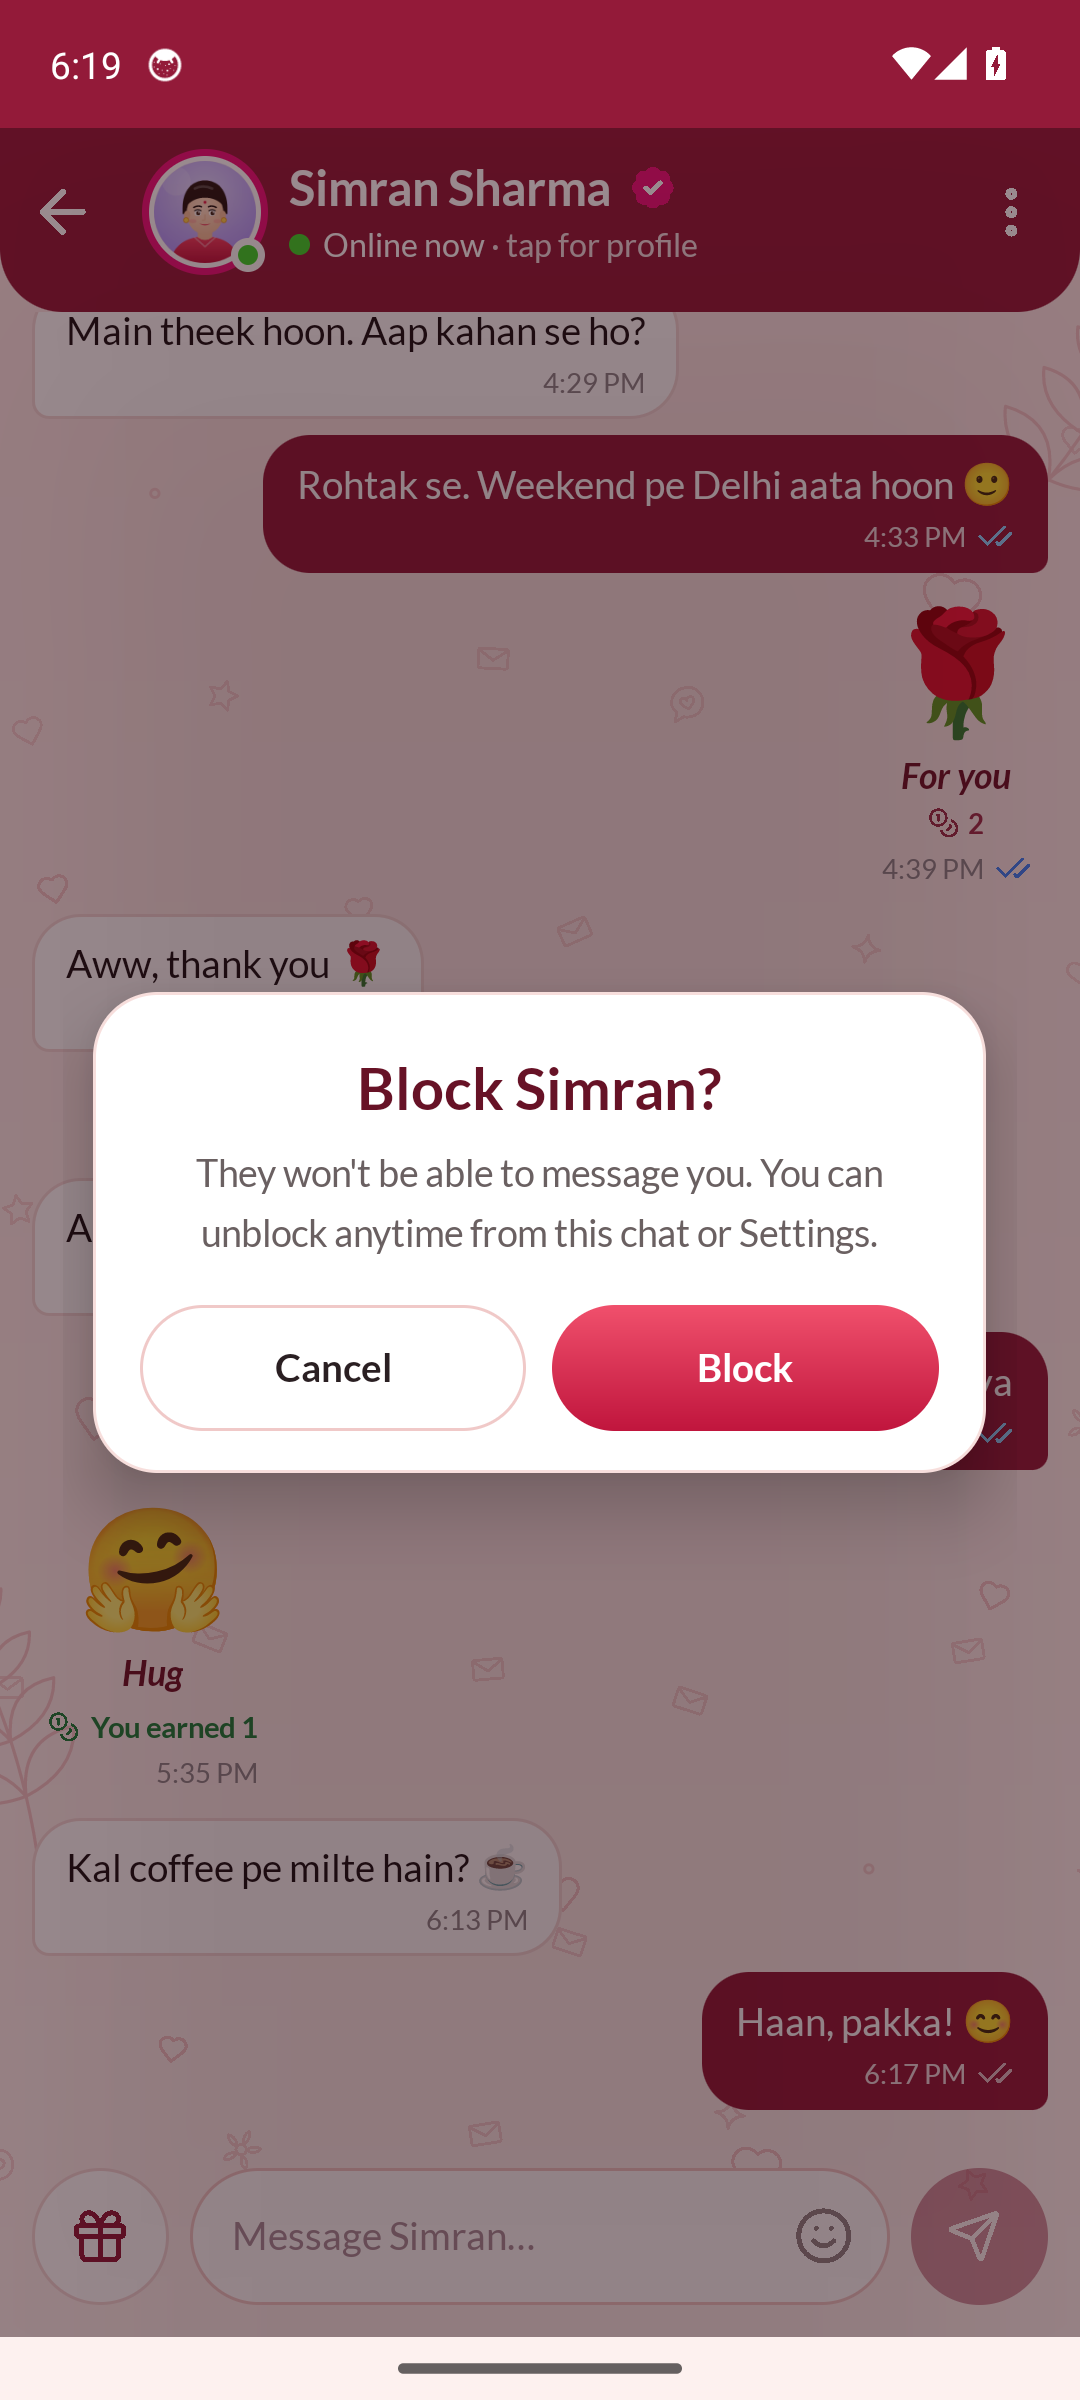 6:19
Simran Sharma
Online now · tap for profile
Main theek hoon. Aap kahan se ho?
4:29 PM
Rohtak se. Weekend pe Delhi aata hoon 🙂
4:33 PM
For you
2
4:39 PM
Aww, thank you 🌹
Block Simran?
They won't be able to message you. You can
unblock anytime from this chat or Settings.
Cancel
Block
Hug
You earned 1
5:35 PM
Kal coffee pe milte hain? ☕
6:13 PM
Haan, pakka! 😊
6:17 PM
Message Simran...